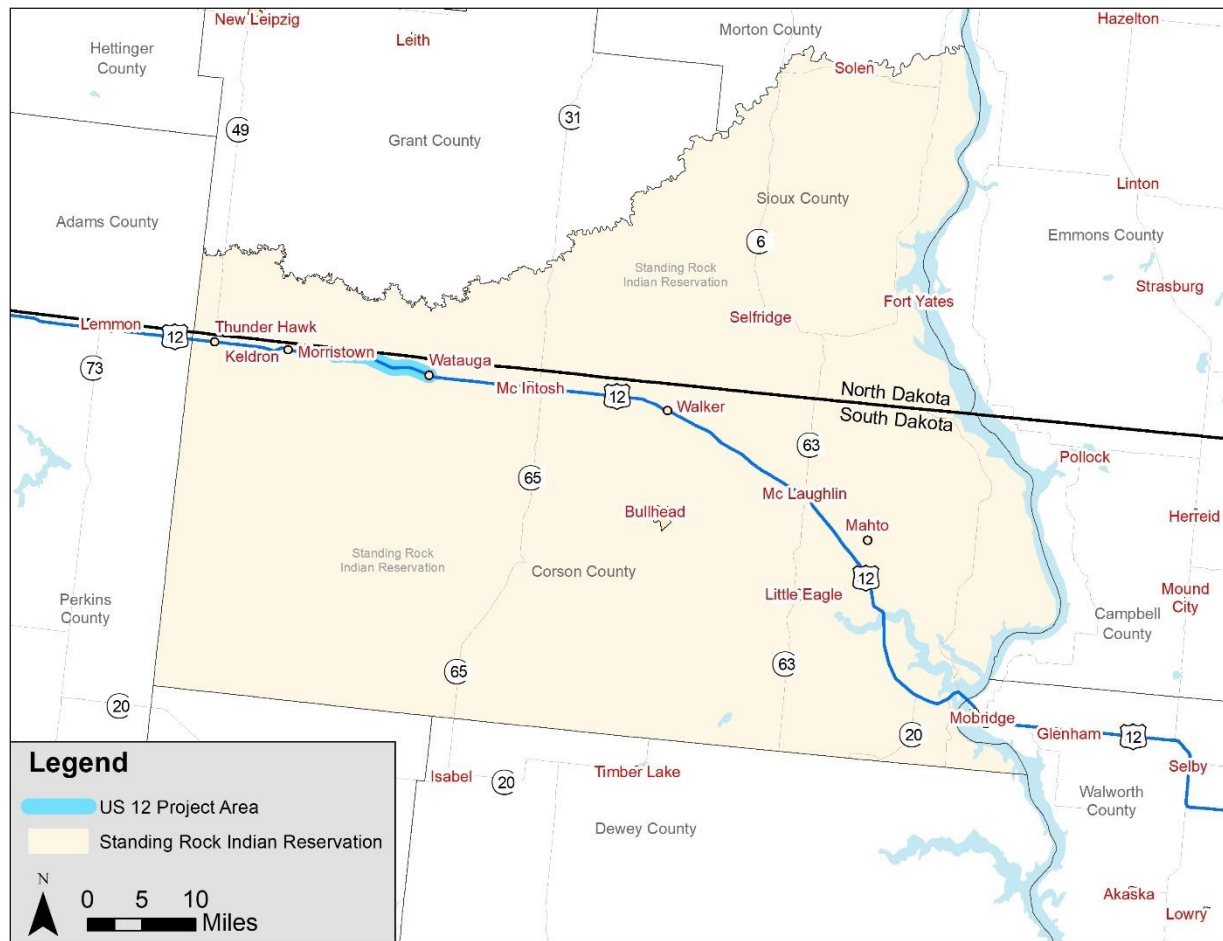 New Leipzig
Hazelton
Leith
Morton County
Hettinger
County
Solen
49
31
Grant County
Linton
Sioux County
Adams County
6
Emmons County
Standing Rock
Indian Reservation
Strasburg
Fort Yates
Selfridge
Lemmon
12
Thunder Hawk
Keldron
Morristown
Watauga
73
Mc Intosh
12
North Dakota
South Dakota
Walker
63
Pollock
65
Mc Laughlin
Bullhead
Herreid
Mahto
Standing Rock
Indian Reservation
Corson County
12
Little Eagle
Mound
City
Perkins
County
Campbell
County
65
63
20
Mobridge
20
Glenham
12
Selby
Isabel
20
Timber Lake
Walworth
County
Dewey County
Akaska
Lowry
Legend
US 12 Project Area
Standing Rock Indian Reservation
N
0 5 10
Miles